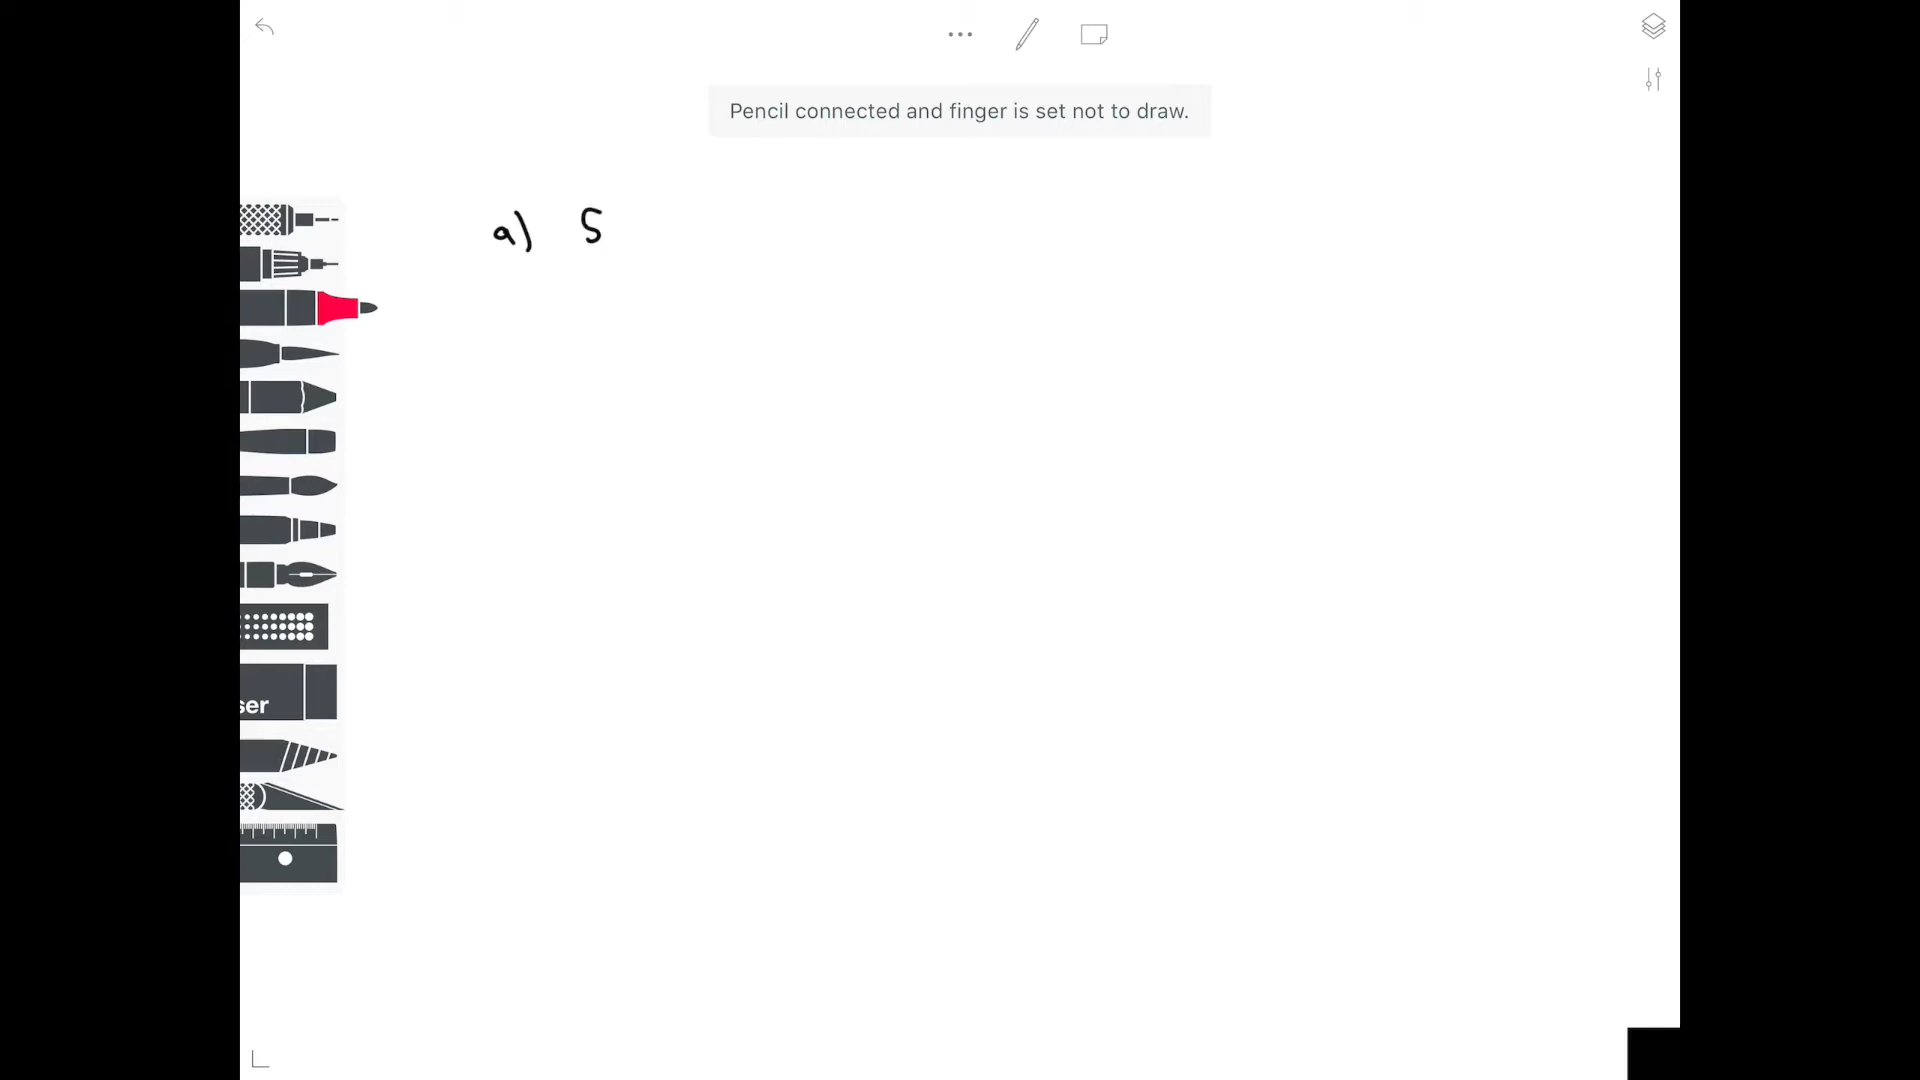 Pencil connected and finger is set not to draw.
a) S
ser